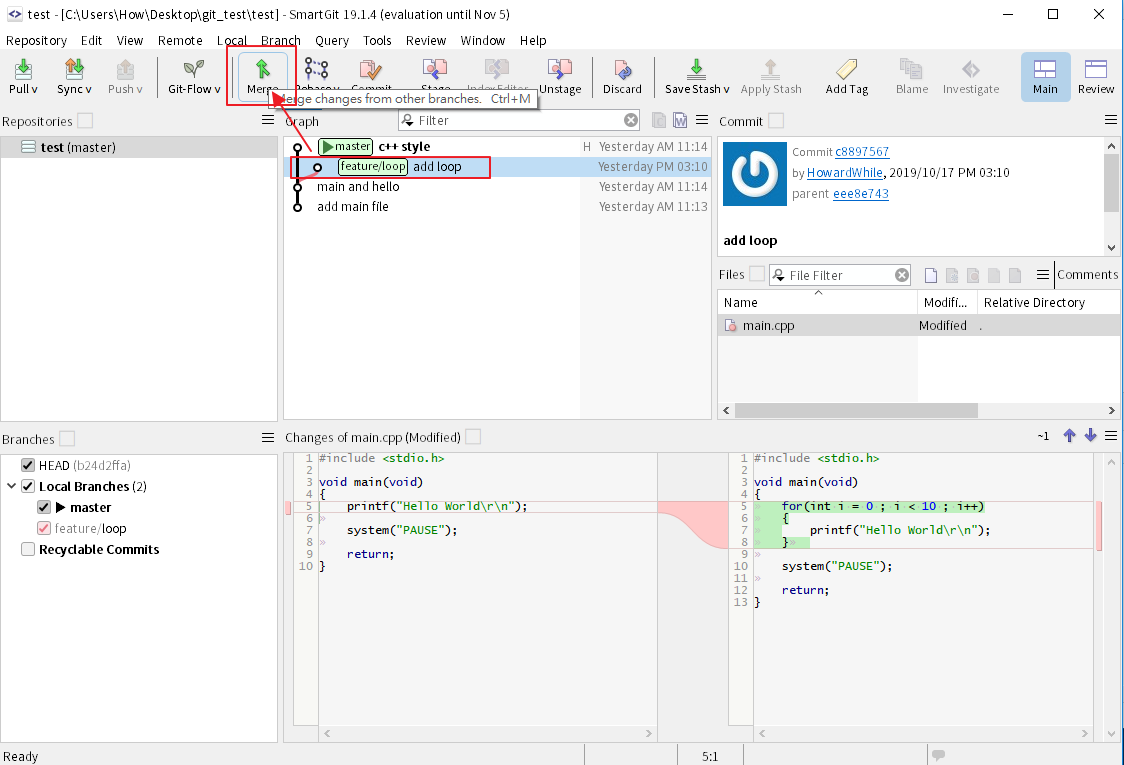 test - [C:\Users\How\Desktop\git_test\test] - SmartGit 19.1.4 (evaluation until Nov 5)
Repository Edit View Remote Local Branch Query Tools Review Window Help
Pull Sync Push Git-Flow Merge Rebase Commit Stage Index Editor Unstage Discard Save Stash Apply Stash Add Tag Blame Investigate Main Review
Merge changes from other branches. Ctrl+M
Repositories
test (master)
Graph
Filter
master c++ style H Yesterday AM 11:14
feature/loop add loop Yesterday PM 03:10
main and hello Yesterday AM 11:14
add main file Yesterday AM 11:13
Commit
Commit c8897567
by HowardWhile, 2019/10/17 PM 03:10
parent eee8e743
add loop
Files File Filter Comments
Name Modifi... Relative Directory
main.cpp Modified .
Branches
HEAD (b24d2ffa)
Local Branches (2)
master
feature/loop
Recyclable Commits
Changes of main.cpp (Modified) ~1
1 #include <stdio.h>
2
3 void main(void)
4 {
5 printf("Hello World\r\n");
6 »
7 system("PAUSE");
8 »
9 return;
10 }
1 #include <stdio.h>
2
3 void main(void)
4 {
5 » for(int i = 0 ; i < 10 ; i++)
6 » {
7 » printf("Hello World\r\n");
8 » }»
9 »
10 system("PAUSE");
11 »
12 return;
13 }
Ready 5:1